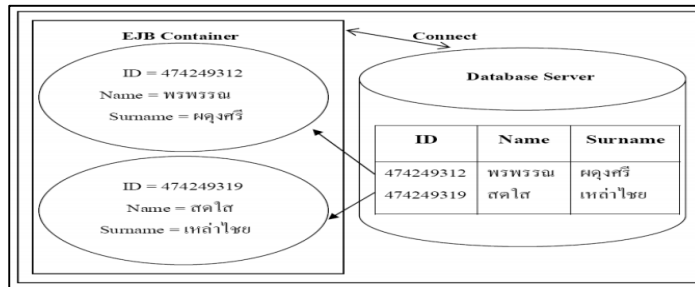 EJB Container
Connect
ID = 474249312
Name = พรพรรณ
Surname = ผดุงศรี
ID = 474249319
Name = สดใส
Surname = เหล่าไชย
Database Server
ID Name Surname
474249312 พรพรรณ ผดุงศรี
474249319 สดใส เหล่าไชย